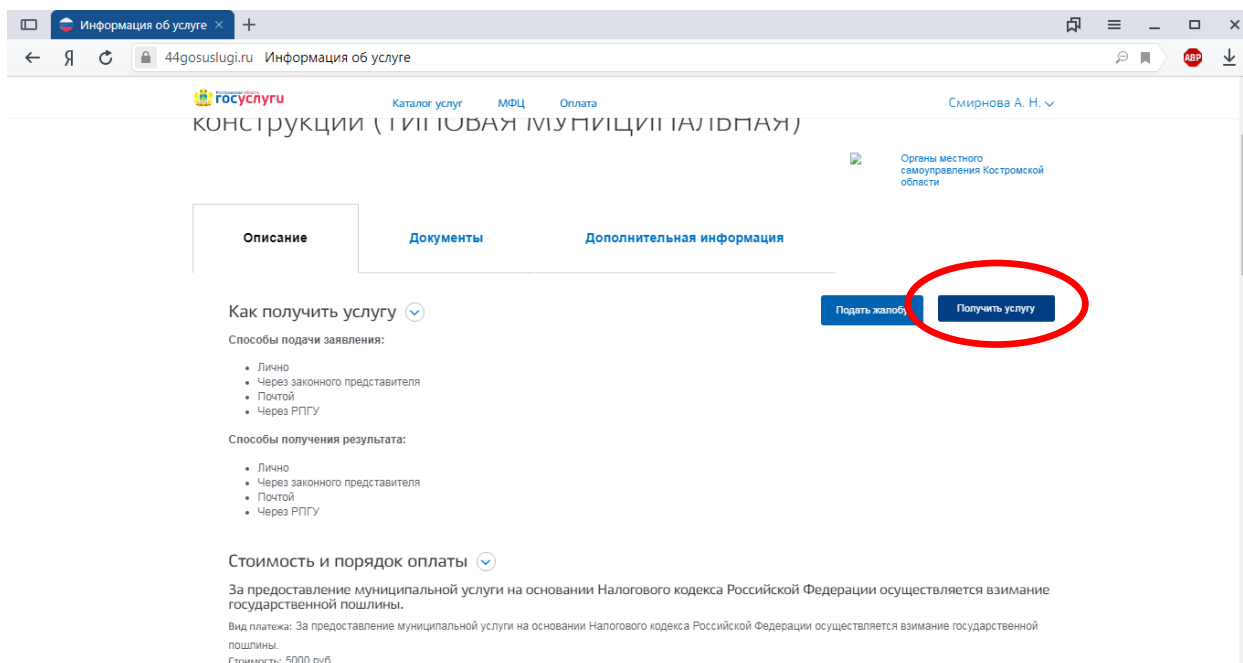 Информация об услуге
44gosuslugi.ru Информация об услуге
ABP
Костромская область
госуслуги
Каталог услуг МФЦ Оплата Смирнова А. Н.
конструкции (ТИПОВАЯ МУНИЦИПАЛЬНАЯ)
Органы местного
самоуправления Костромской
области
Описание Документы Дополнительная информация
Как получить услугу
Подать жалобу Получить услугу
Способы подачи заявления:
Лично
Через законного представителя
Почтой
Через РПГУ
Способы получения результата:
Лично
Через законного представителя
Почтой
Через РПГУ
Стоимость и порядок оплаты
За предоставление муниципальной услуги на основании Налогового кодекса Российской Федерации осуществляется взимание
государственной пошлины.
Вид платежа: За предоставление муниципальной услуги на основании Налогового кодекса Российской Федерации осуществляется взимание государственной
пошлины.
Стоимость: 5000 руб